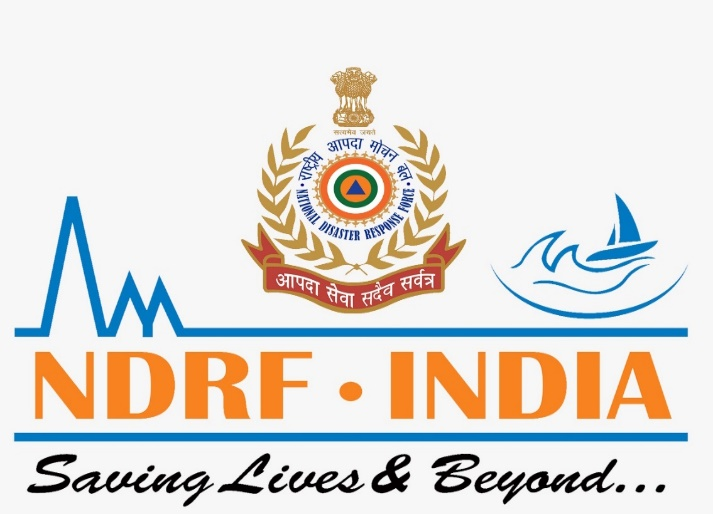 सत्यमेव जयते
राष्ट्रीय आपदा मोचन बल
NATIONAL DISASTER RESPONSE FORCE
आपदा सेवा सदैव सर्वत्र
NDRF • INDIA
Saving Lives & Beyond...